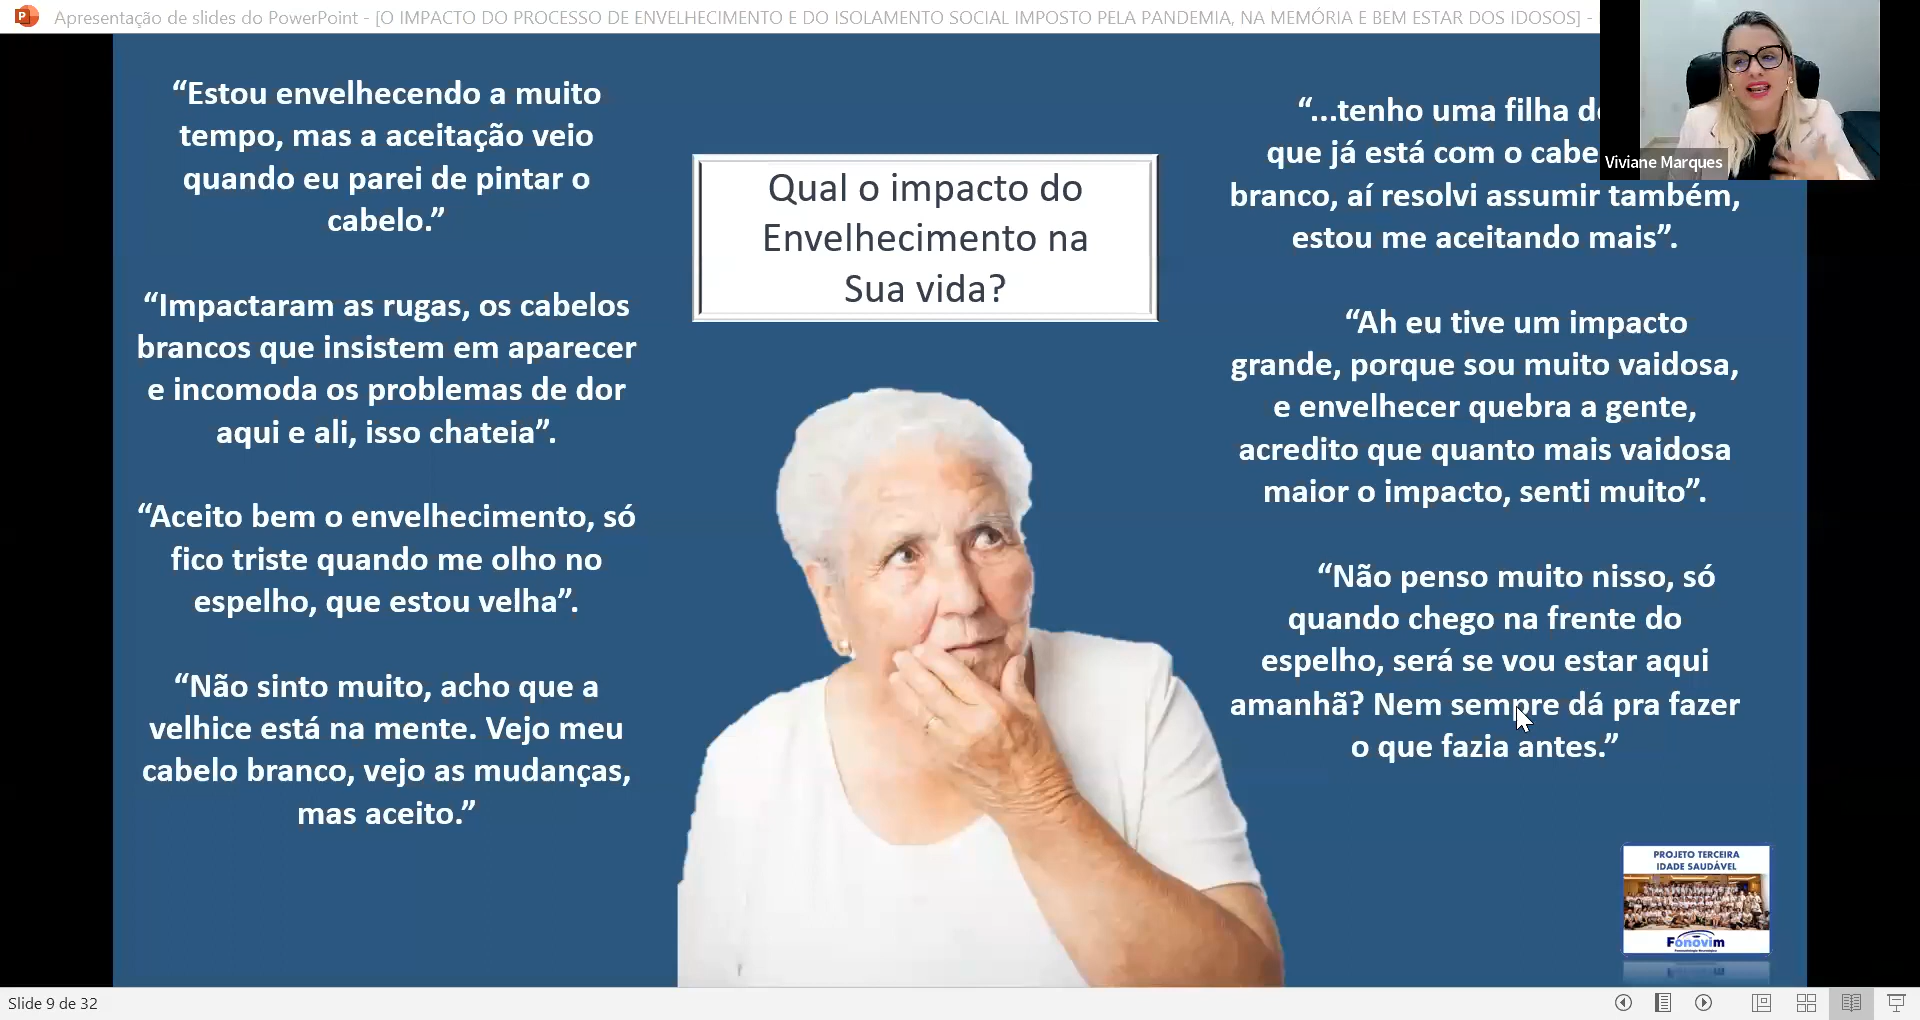 Apresentação de slides do PowerPoint - [O IMPACTO DO PROCESSO DE ENVELHECIMENTO E DO ISOLAMENTO SOCIAL IMPOSTO PELA PANDEMIA, NA MEMÓRIA E BEM ESTAR DOS IDOSOS] -
“Estou envelhecendo a muito
tempo, mas a aceitação veio
quando eu parei de pintar o
cabelo.”
“Impactaram as rugas, os cabelos
brancos que insistem em aparecer
e incomoda os problemas de dor
aqui e ali, isso chateia”.
“Aceito bem o envelhecimento, só
fico triste quando me olho no
espelho, que estou velha”.
“Não sinto muito, acho que a
velhice está na mente. Vejo meu
cabelo branco, vejo as mudanças,
mas aceito.”
Qual o impacto do
Envelhecimento na
Sua vida?
“...tenho uma filha
que já está com o
branco, aí resolvi assumir também,
estou me aceitando mais”.
“Ah eu tive um impacto
grande, porque sou muito vaidosa,
e envelhecer quebra a gente,
acredito que quanto mais vaidosa
maior o impacto, senti muito”.
“Não penso muito nisso, só
quando chego na frente do
espelho, será se vou estar aqui
amanhã? Nem sempre dá pra fazer
o que fazia antes.”
Viviane Marques
PROJETO TERCEIRA
IDADE SAUDÁVEL
Fonovim
Slide 9 de 32